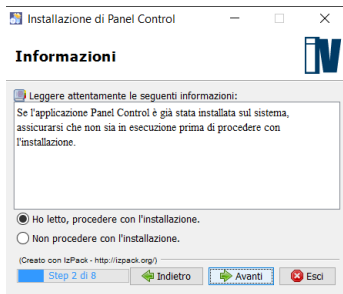 Installazione di Panel Control
Informazioni
iv
Leggere attentamente le seguenti informazioni:
Se l'applicazione Panel Control è già stata installata sul sistema,
assicurarsi che non sia in esecuzione prima di procedere con
l'installazione.
Ho letto, procedere con l'installazione.
Non procedere con l'installazione.
(Creato con IzPack - http://izpack.org/)
Step 2 di 8
Indietro
Avanti
Esci